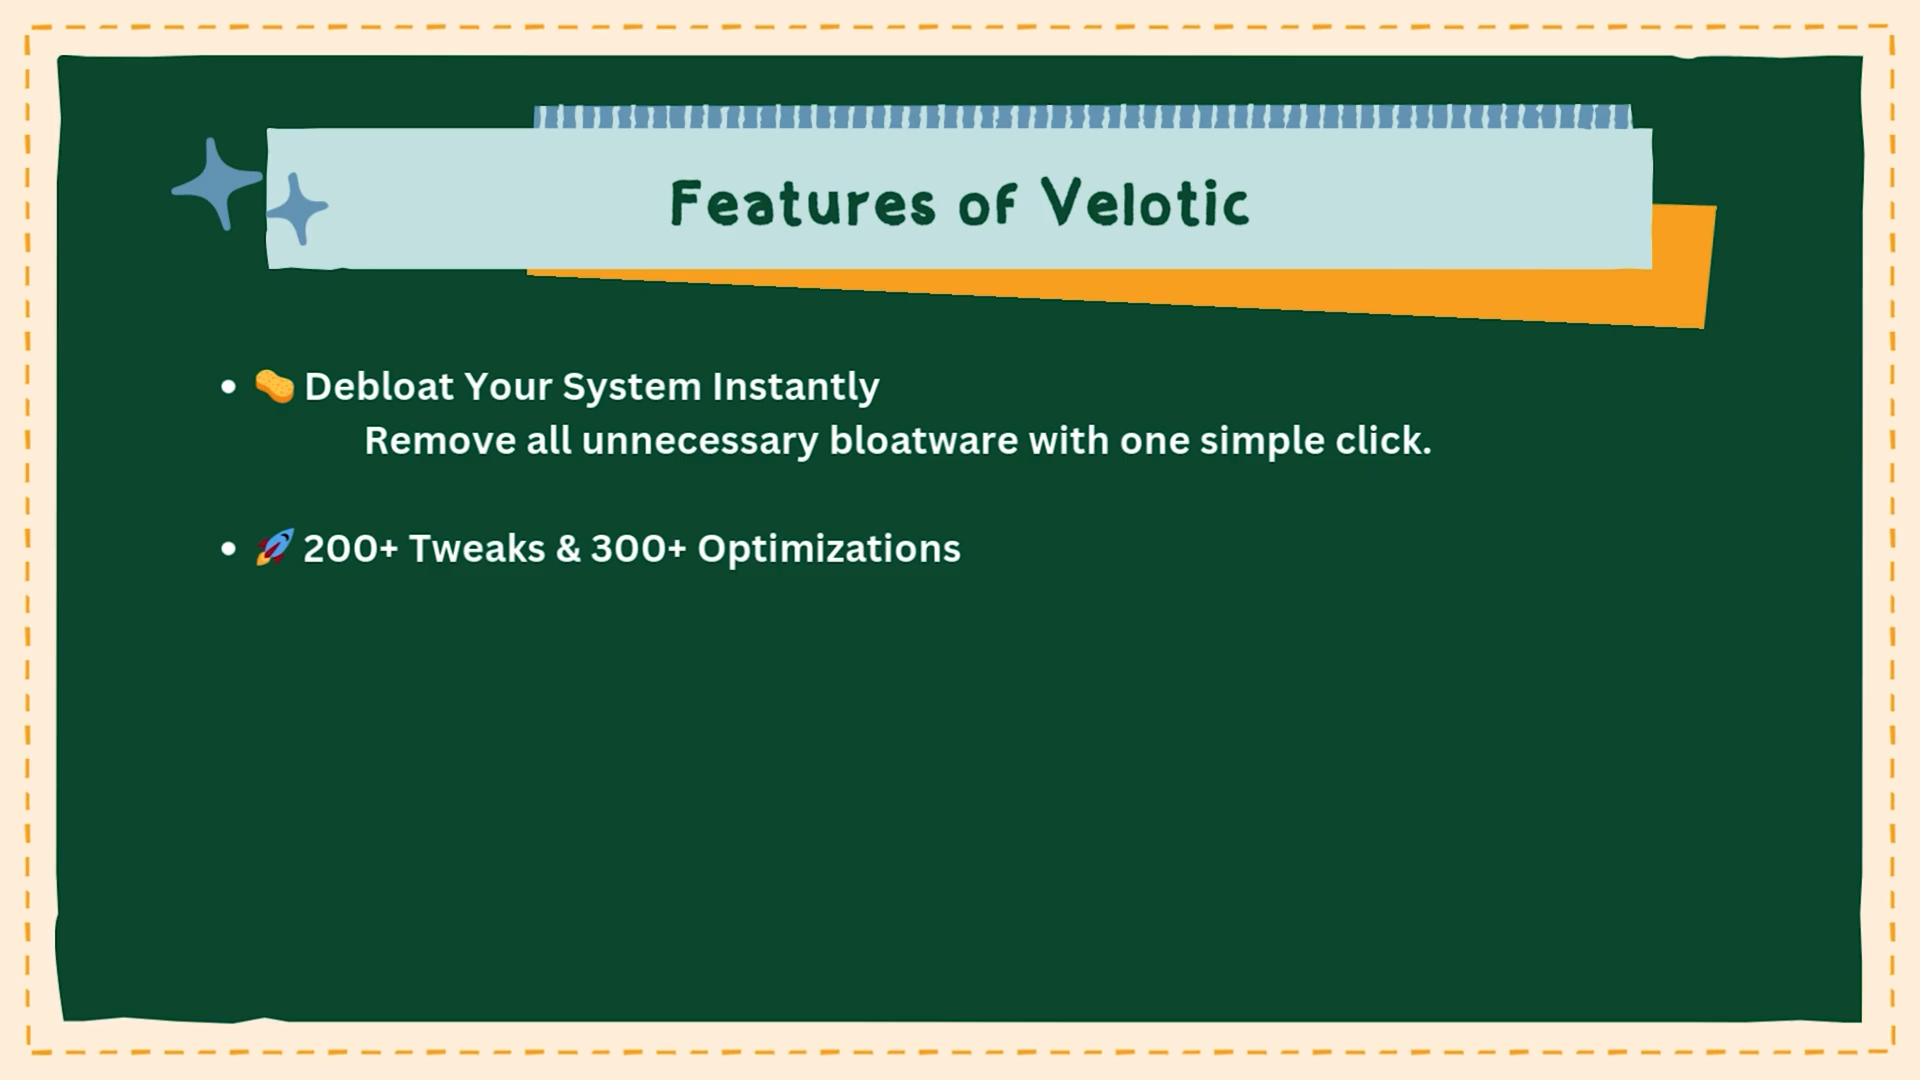 Features of Velotic
• 🧽 Debloat Your System Instantly
Remove all unnecessary bloatware with one simple click.
• 🚀 200+ Tweaks & 300+ Optimizations